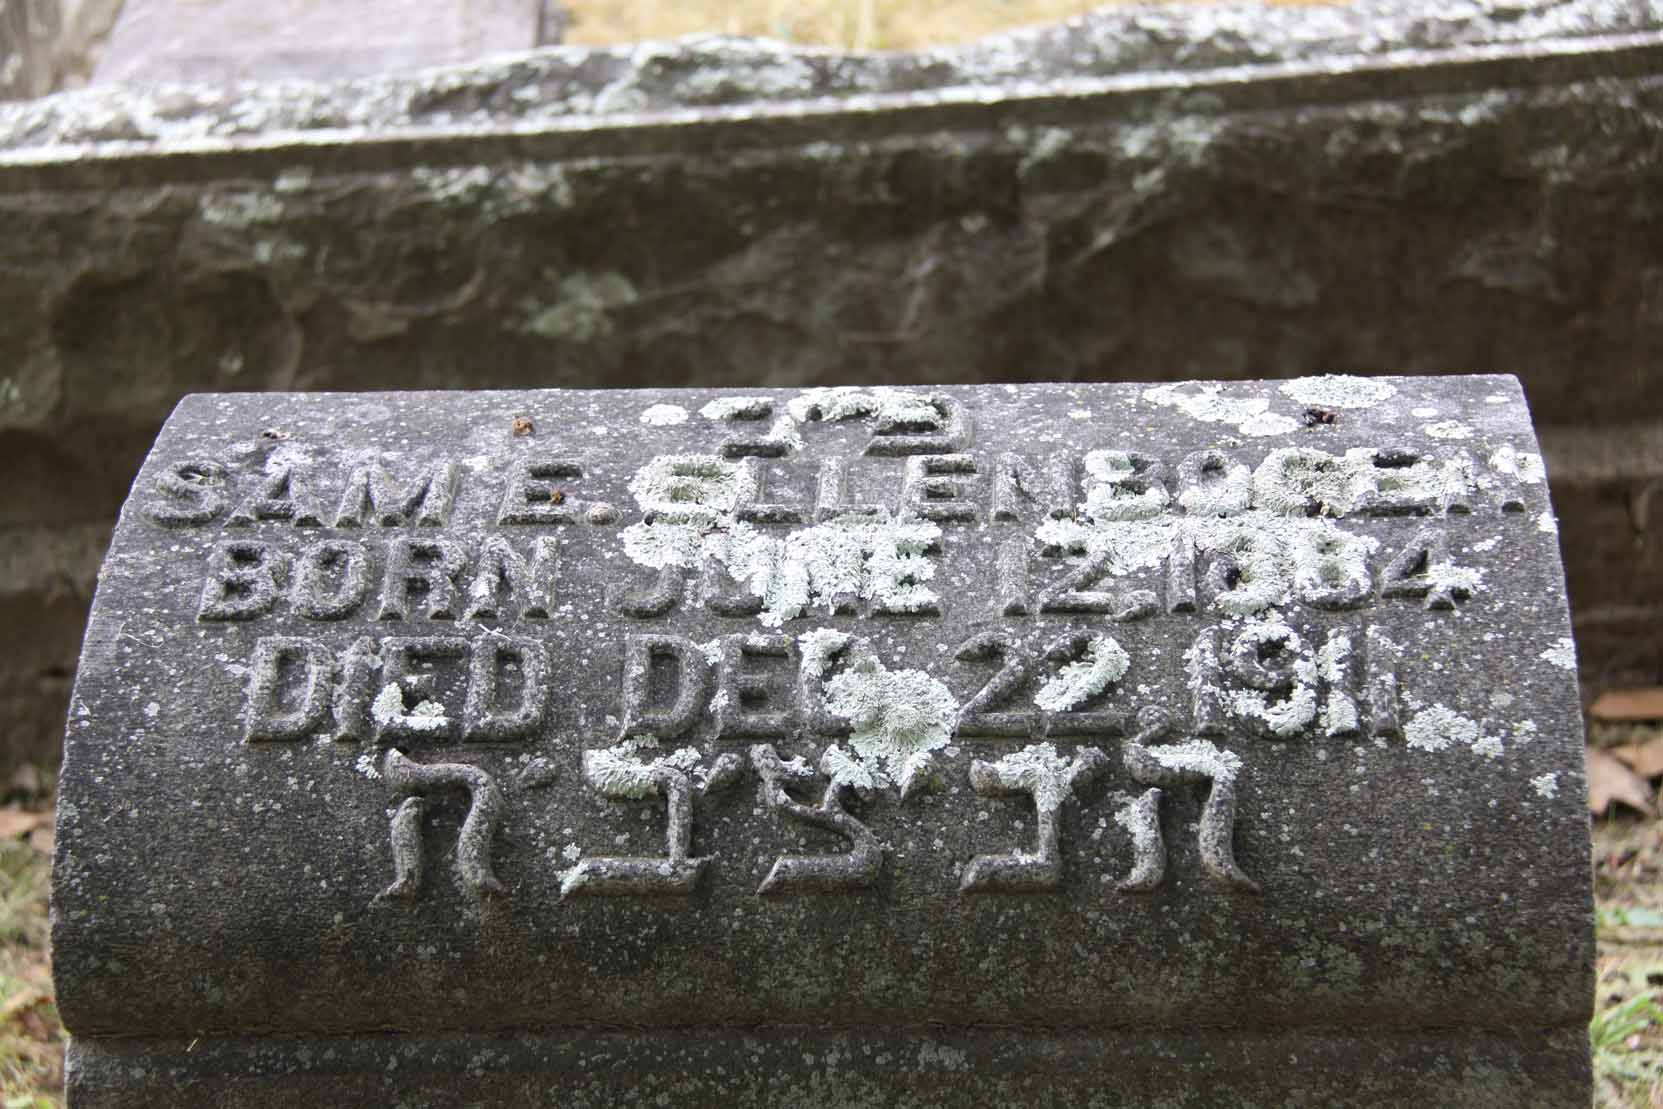 פ"נ
SAM E. ELLENBOGEN
BORN JUNE 12, 1884
DIED DEC. 22, 1911
ת'נ'צ'ב'ה